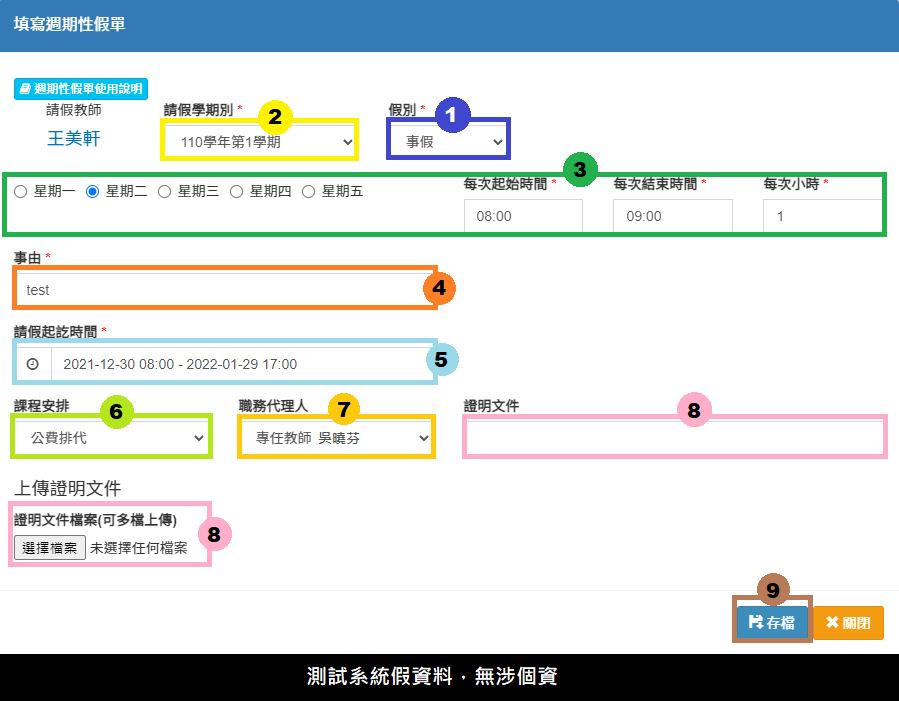 填寫週期性假單
週期性假單使用說明
請假教師
王美軒
請假學期別 *
2
110學年第1學期
假別 *
1
事假
3
星期一 星期二 星期三 星期四 星期五
每次起始時間 *
08:00
每次結束時間 *
09:00
每次小時 *
1
事由 *
test
4
請假起訖時間 *
2021-12-30 08:00 - 2022-01-29 17:00
5
課程安排
6
公費排代
職務代理人
7
專任教師 吳曉芬
證明文件
8
上傳證明文件
證明文件檔案(可多檔上傳)
選擇檔案 未選擇任何檔案
8
9
存檔 關閉
測試系統假資料，無涉個資